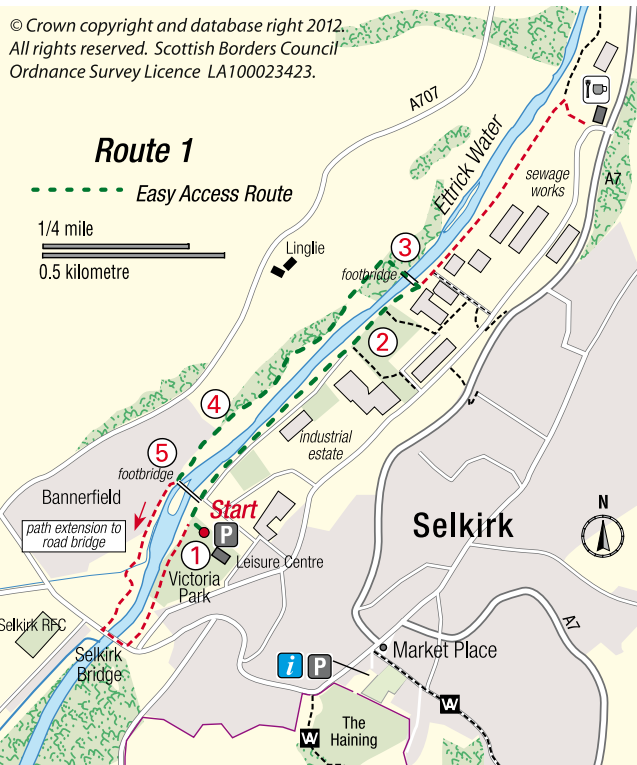 © Crown copyright and database right 2012.
All rights reserved. Scottish Borders Council
Ordnance Survey Licence LA100023423.
A707
Route 1
Easy Access Route
Ettrick Water
sewage
works
A7
1/4 mile
0.5 kilometre
Linglie
3
footbridge
2
4
industrial
estate
5
footbridge
Bannerfield
path extension to
road bridge
Start
P
1
Leisure Centre
Victoria
Park
Selkirk
N
Selkirk RFC
Selkirk
Bridge
A7
i P
Market Place
W
The
Haining
W